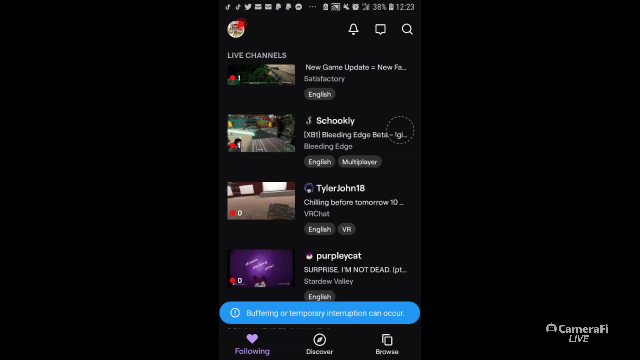 38% 12:23
LIVE CHANNELS
New Game Update = New Fa...
1
Satisfactory
English
Schookly
[XB1] Bleeding Edge Beta - !gi...
1
Bleeding Edge
English Multiplayer
TylerJohn18
Chilling before tomorrow 10 ...
0
VRChat
English VR
purpleycat
SURPRISE. I'M NOT DEAD. (pt...
0
Stardew Valley
English
Buffering or temporary interruption can occur.
CameraFi
LIVE
Following Discover Browse